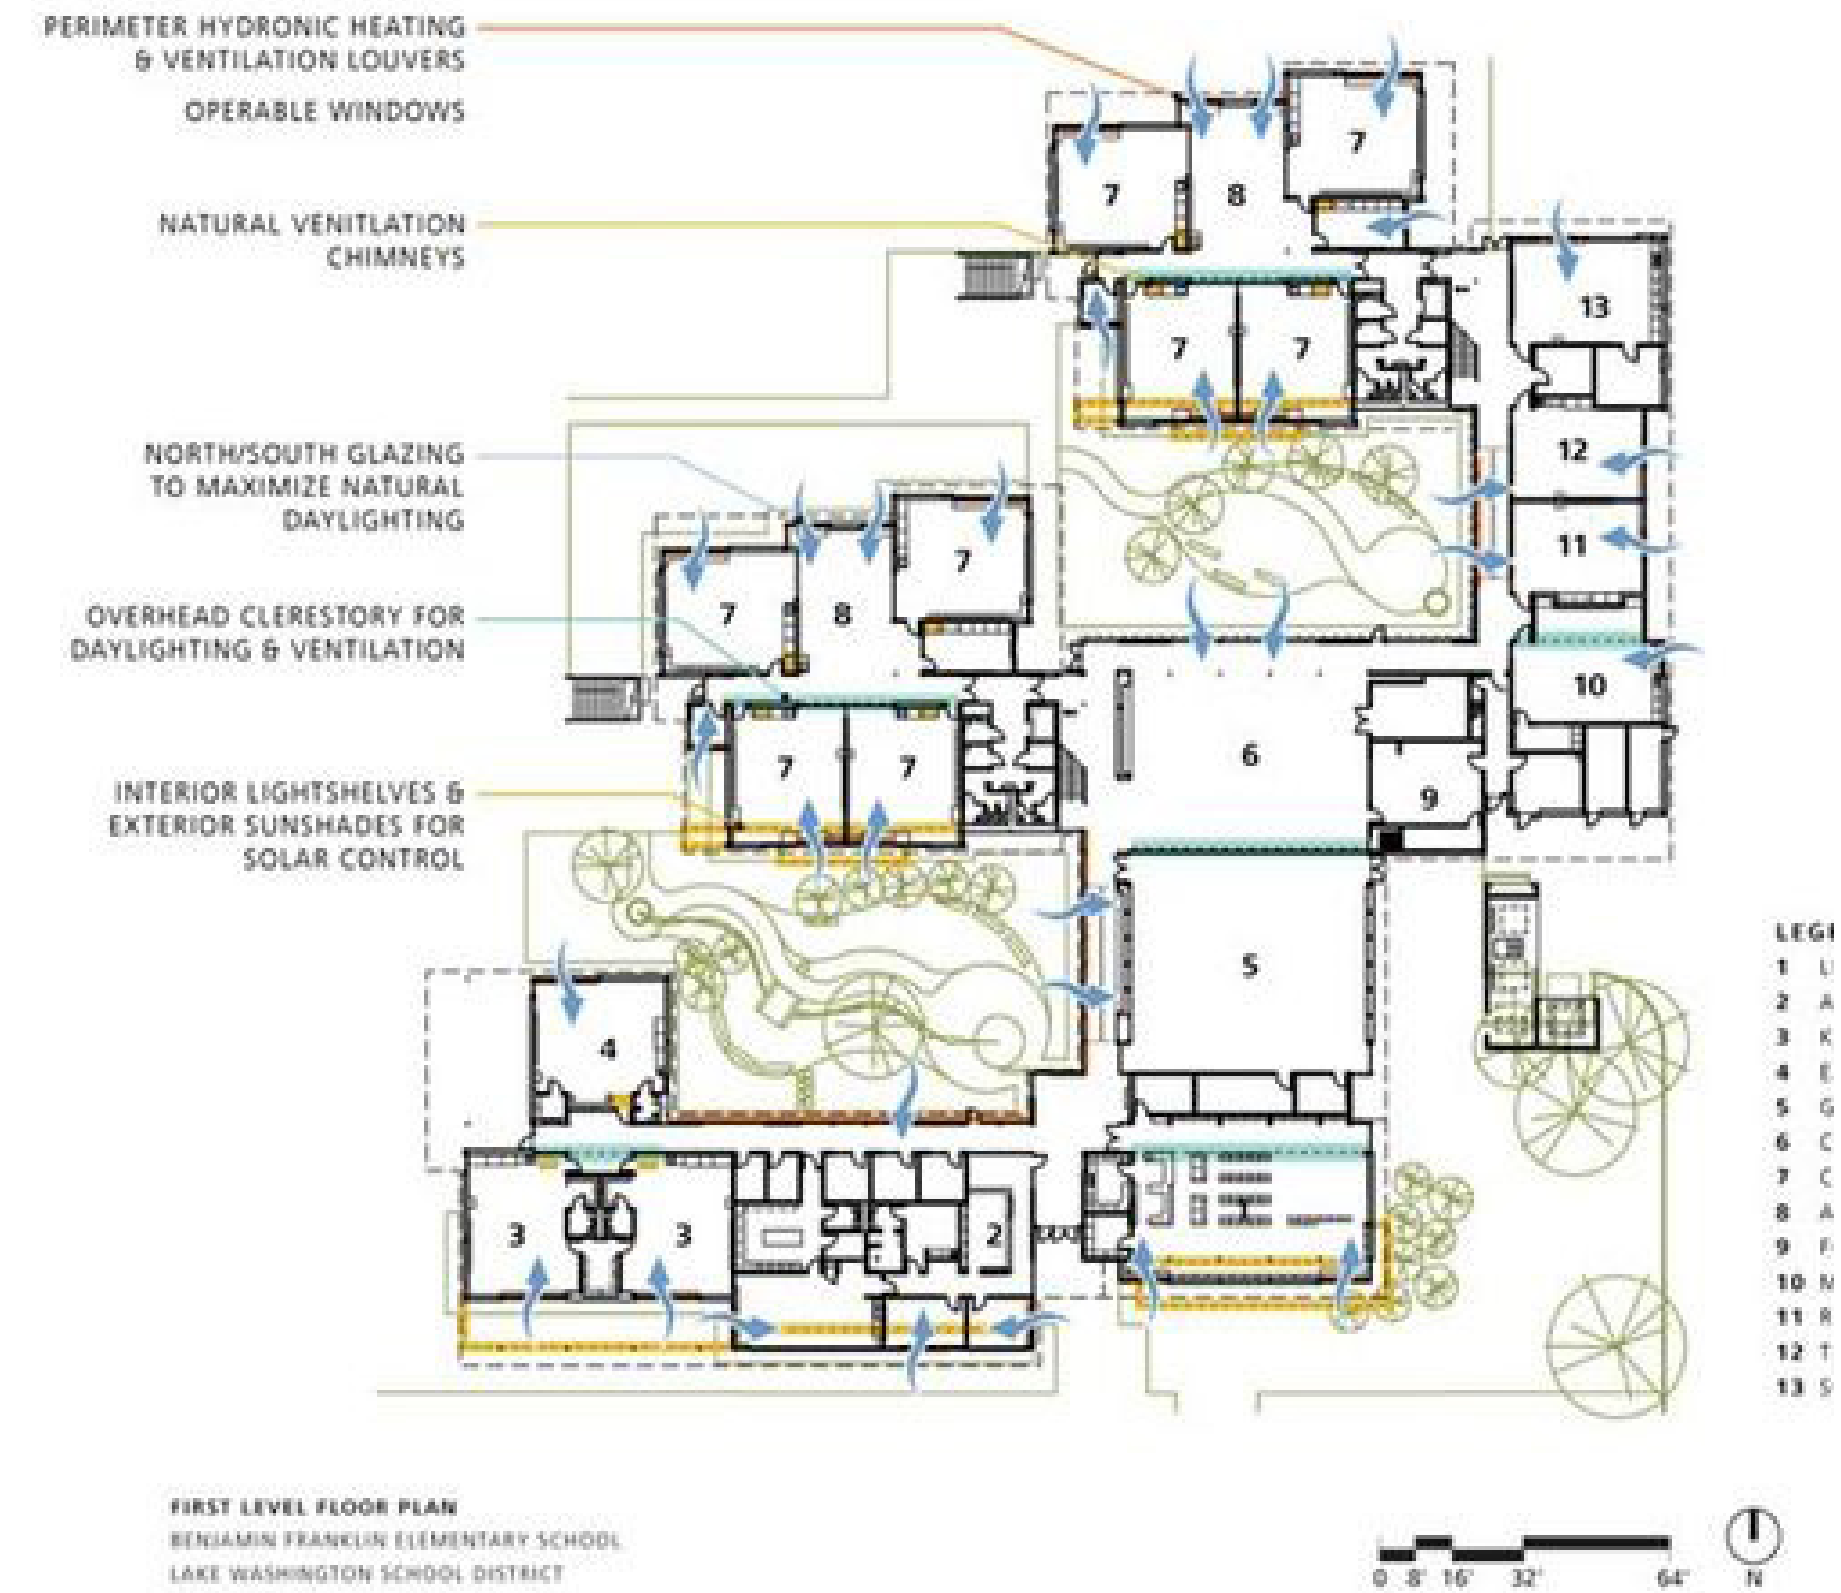 PERIMETER HYDRONIC HEATING
& VENTILATION LOUVERS
OPERABLE WINDOWS
NATURAL VENITLATION
CHIMNEYS
NORTH/SOUTH GLAZING
TO MAXIMIZE NATURAL
DAYLIGHTING
OVERHEAD CLERESTORY FOR
DAYLIGHTING & VENTILATION
INTERIOR LIGHTSHELVES &
EXTERIOR SUNSHADES FOR
SOLAR CONTROL
7
7 8
13
7 7
12
11
7
7 8
10
6
7 7
9
5
4
3 3 2 1
1
2 A
3 K
4 E
5 G
6 C
7 C
8 A
9 F
10 M
11 R
12 T
13 S
FIRST LEVEL FLOOR PLAN
BENJAMIN FRANKLIN ELEMENTARY SCHOOL
LAKE WASHINGTON SCHOOL DISTRICT
0 8' 16' 32' 64' N